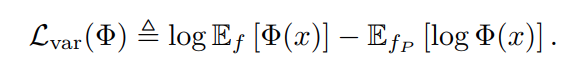 ℒ_var(Φ) ≜ log 𝔼_f [Φ(x)] − 𝔼_{f_P} [log Φ(x)] .